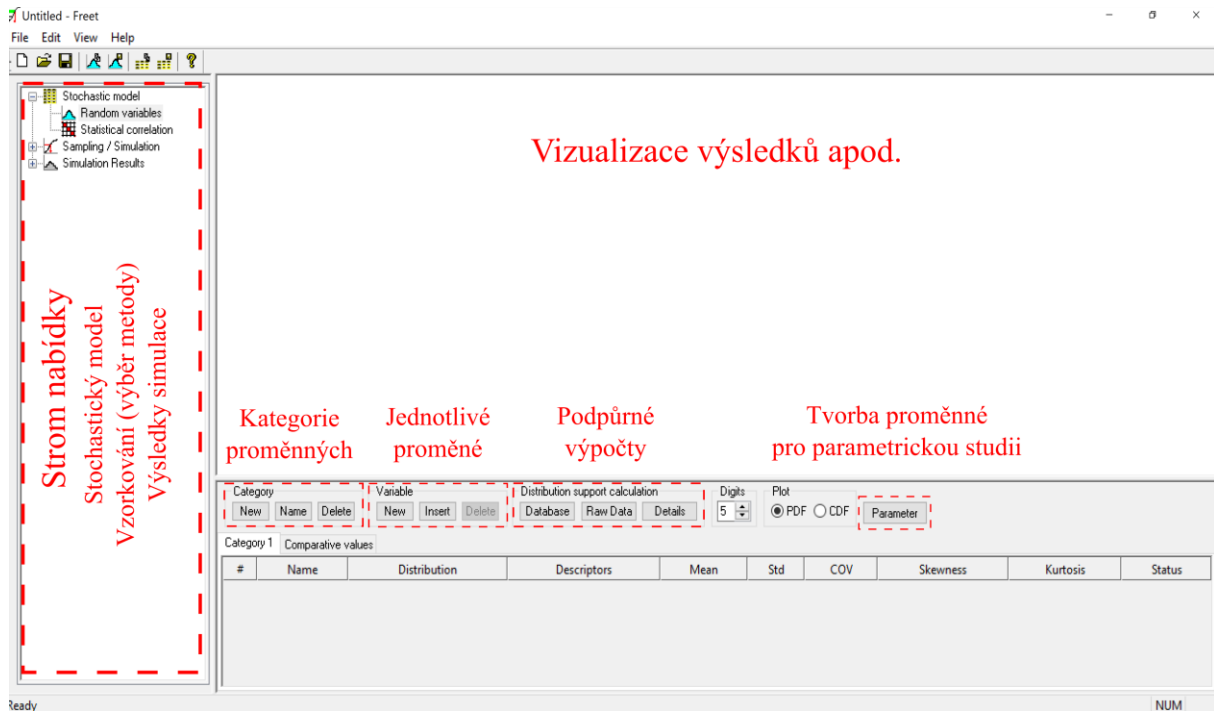 Untitled - Freet
File Edit View Help
Stochastic model
Random variables
Statistical correlation
Sampling / Simulation
Simulation Results
Vizualizace výsledků apod.
Strom nabídky
Stochastický model
Vzorkování (výběr metody)
Výsledky simulace
Kategorie
proměnných
Jednotlivé
proměné
Podpůrné
výpočty
Tvorba proměnné
pro parametrickou studii
Category
New Name Delete
Variable
New Insert Delete
Distribution support calculation
Database Raw Data Details
Digits
5
Plot
PDF CDF
Parameter
Category 1 Comparative values
# Name Distribution Descriptors Mean Std COV Skewness Kurtosis Status
Ready NUM